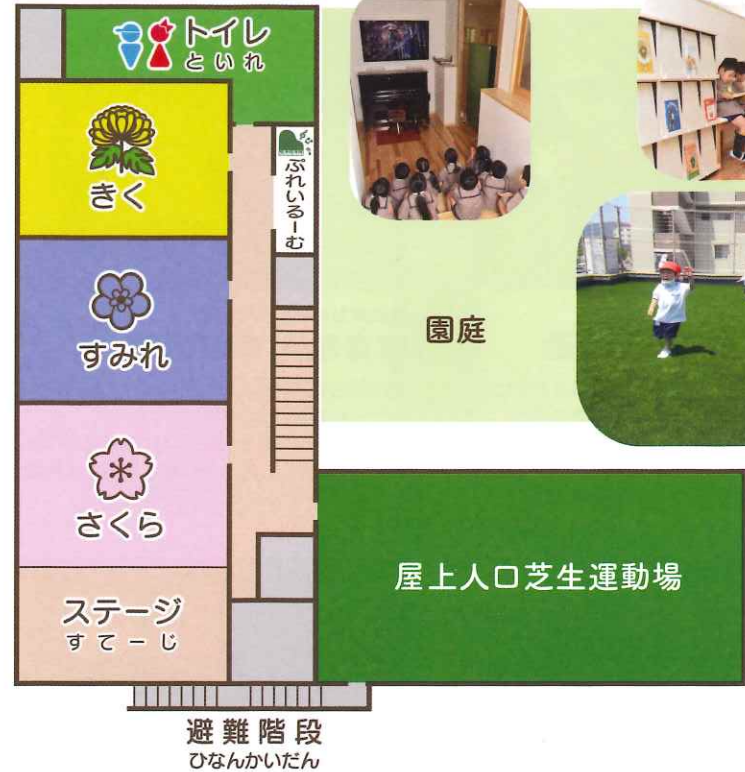 トイレ
といれ
きく
ぷれいるーむ
すみれ
園庭
さくら
屋上人口芝生運動場
ステージ
すてーじ
避難階段
ひなんかいだん